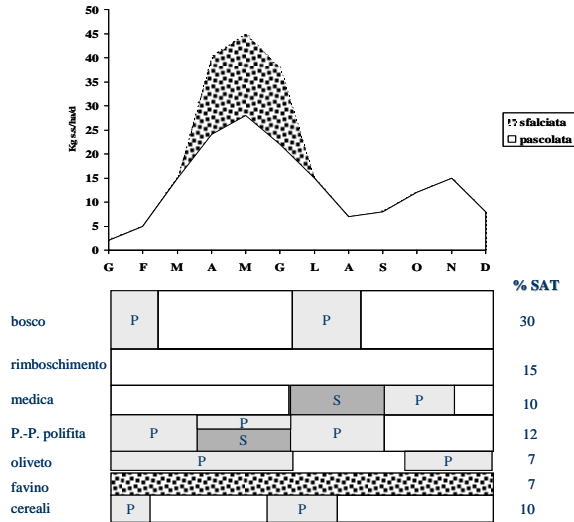 50
45
40
35
30
25
20
15
10
5
0
Kg s.s./ha/d
G F M A M G L A S O N D
sfalciata
pascolata
% SAT
bosco P P 30
rimboschimento 15
medica S P 10
P.-P. polifita P P S P 12
oliveto P P 7
favino 7
cereali P P 10